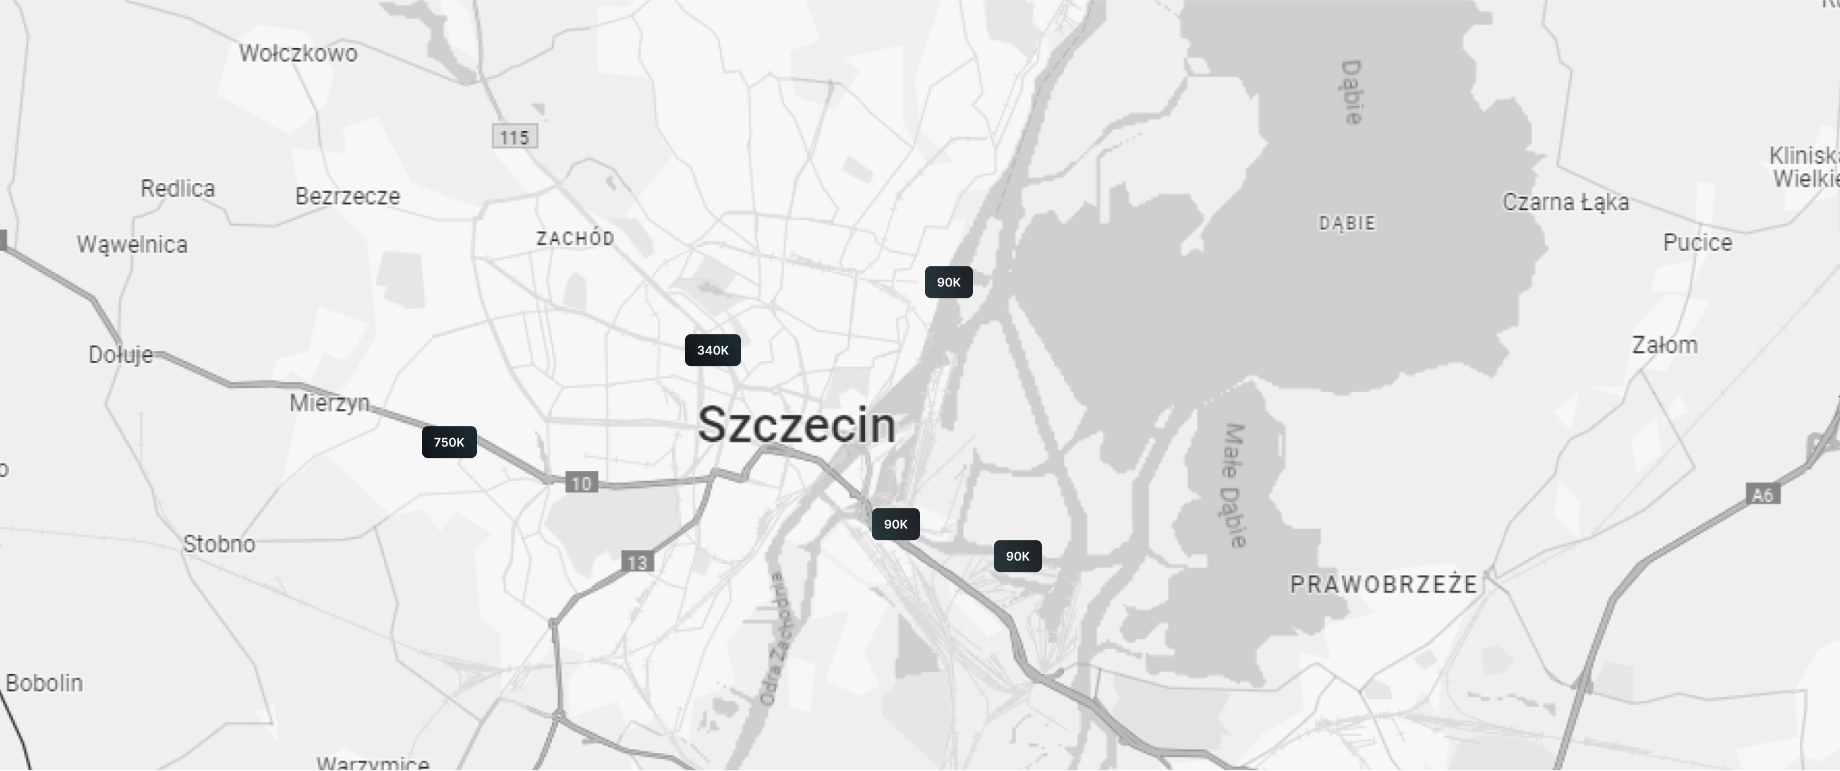 Wołczkowo
Dąbie
115
Kliniska
Wielkie
Redlica
Bezrzecze
Czarna Łąka
DĄBIE
ZACHÓD
Wąwelnica
Pucice
90K
Załom
340K
Dołuje
Mierzyn
Szczecin
750K
Małe Dąbie
10
A6
90K
Stobno
90K
13
PRAWOBRZEŻE
Odra Zachodnia
Bobolin
Warzymice